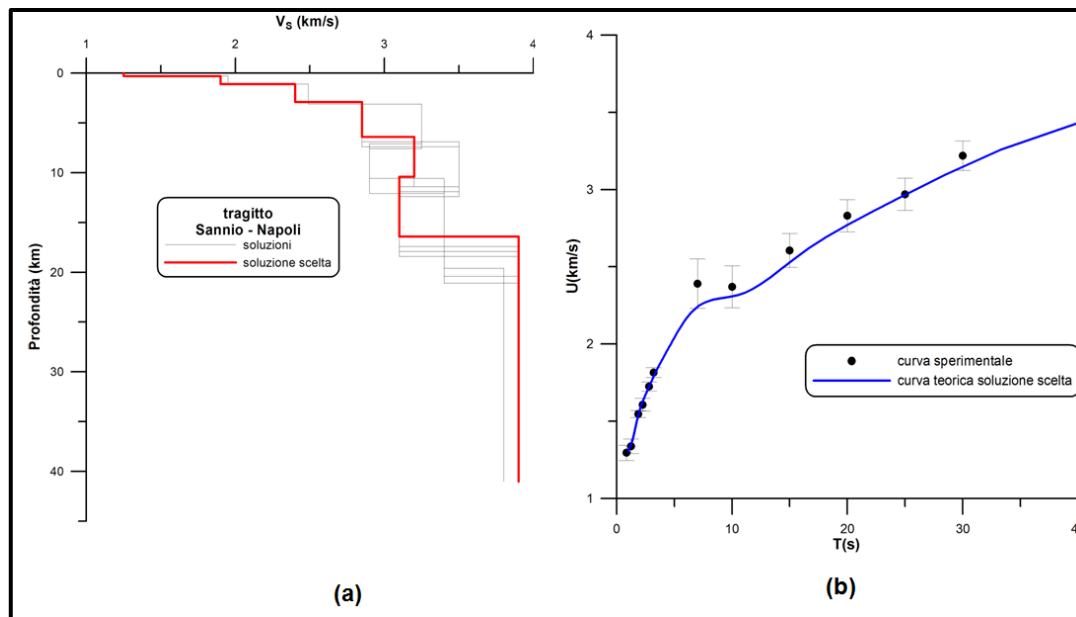 V_S (km/s)
1 2 3 4
0
10
20
30
40
Profondità (km)
tragitto
Sannio - Napoli
soluzioni
soluzione scelta
(a)
4
3
2
1
U(km/s)
curva sperimentale
curva teorica soluzione scelta
0 10 20 30 4
T(s)
(b)